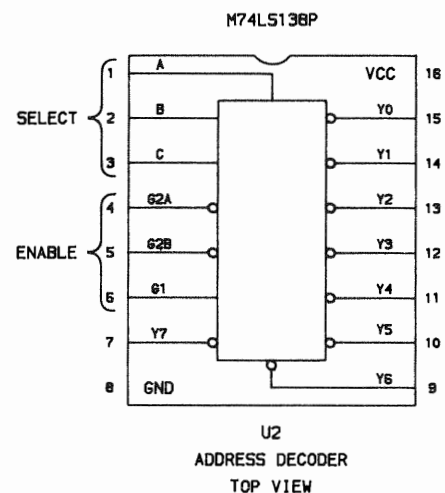 M74LS138P
1 A VCC 16
SELECT 2 B Y0 15
3 C Y1 14
4 G2A Y2 13
ENABLE 5 G2B Y3 12
6 G1 Y4 11
7 Y7 Y5 10
8 GND Y6 9
U2
ADDRESS DECODER
TOP VIEW